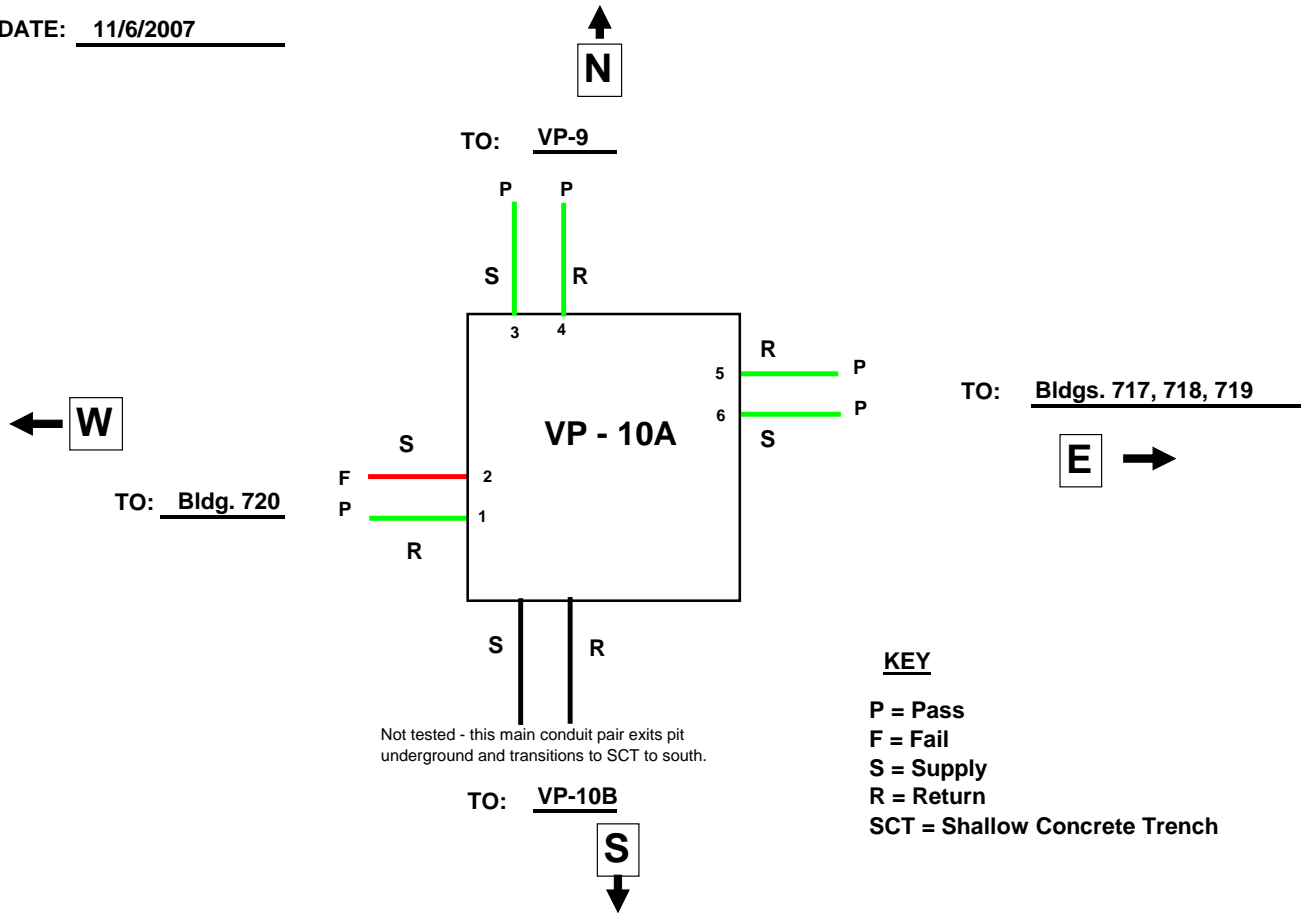 DATE: 11/6/2007
N
TO: VP-9
P P
S R
3 4
R
5 P
TO: Bldgs. 717, 718, 719
6 P
S
W
VP - 10A
E
S
F 2
TO: Bldg. 720
P 1
R
S R
Not tested - this main conduit pair exits pit
underground and transitions to SCT to south.
TO: VP-10B
S
KEY
P = Pass
F = Fail
S = Supply
R = Return
SCT = Shallow Concrete Trench